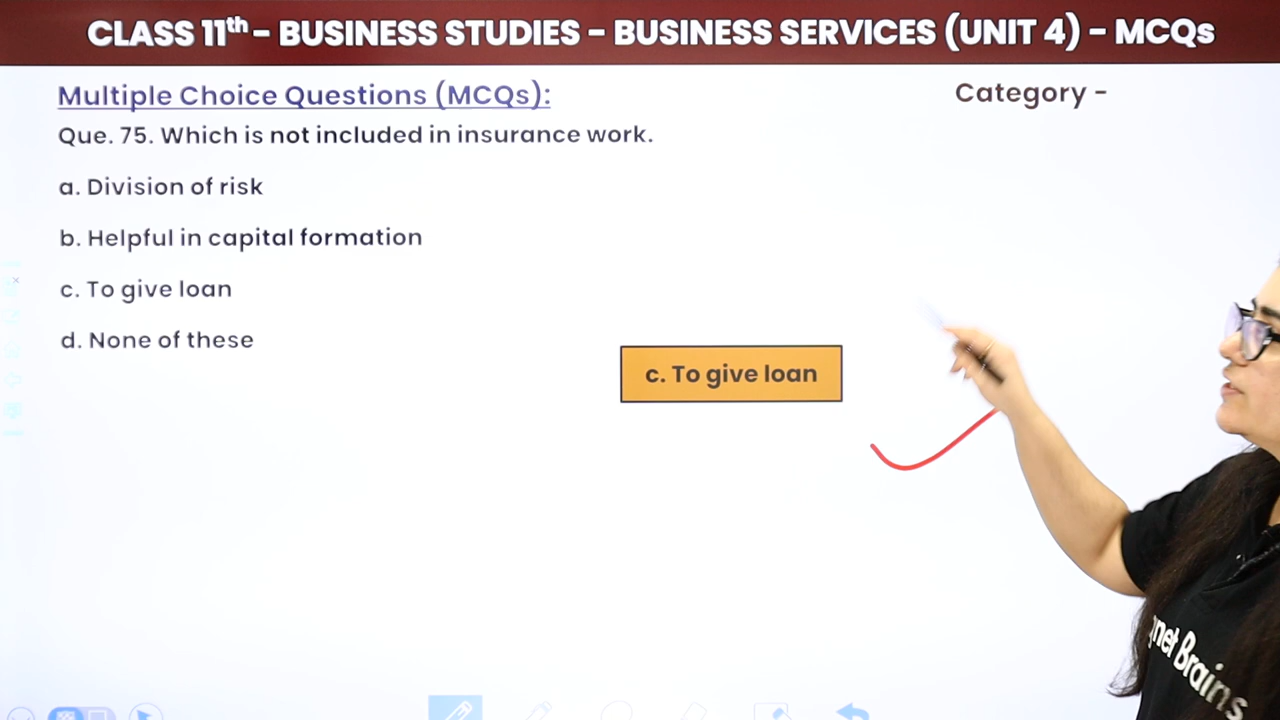 CLASS 11th – BUSINESS STUDIES – BUSINESS SERVICES (UNIT 4) – MCQs
Multiple Choice Questions (MCQs):
Category -
Que. 75. Which is not included in insurance work.
a. Division of risk
b. Helpful in capital formation
c. To give loan
d. None of these
c. To give loan
gnet Brains